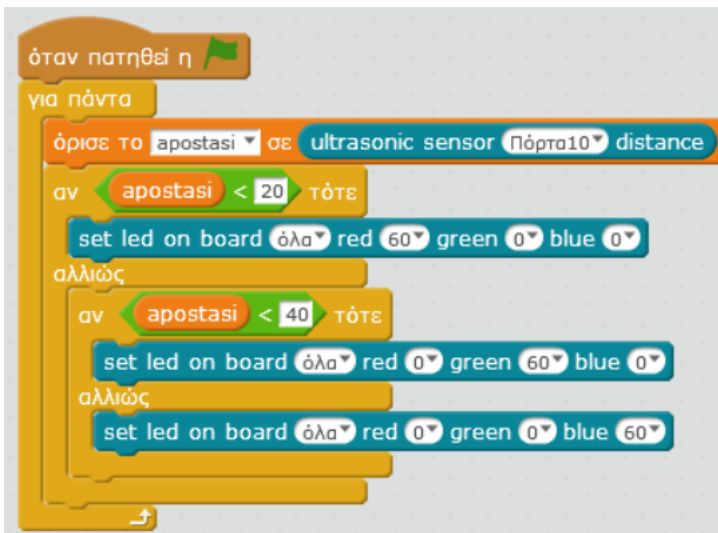 όταν πατηθεί η
για πάντα
όρισε το apostasi σε ultrasonic sensor Πόρτα10 distance
αν apostasi < 20 τότε
set led on board όλα red 60 green 0 blue 0
αλλιώς
αν apostasi < 40 τότε
set led on board όλα red 0 green 60 blue 0
αλλιώς
set led on board όλα red 0 green 0 blue 60